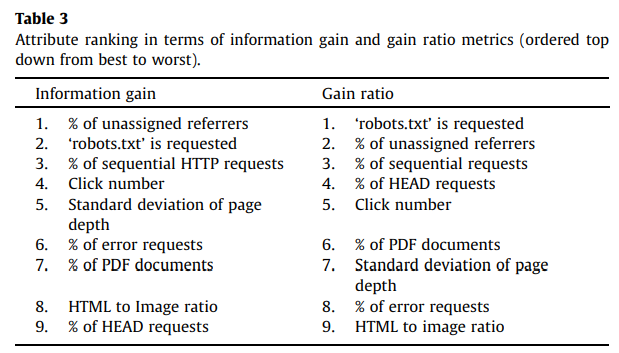 Table 3
Attribute ranking in terms of information gain and gain ratio metrics (ordered top
down from best to worst).
Information gain Gain ratio
1. % of unassigned referrers 1. ‘robots.txt’ is requested
2. ‘robots.txt’ is requested 2. % of unassigned referrers
3. % of sequential HTTP requests 3. % of sequential requests
4. Click number 4. % of HEAD requests
5. Standard deviation of page 5. Click number
depth
6. % of error requests 6. % of PDF documents
7. % of PDF documents 7. Standard deviation of page
depth
8. HTML to Image ratio 8. % of error requests
9. % of HEAD requests 9. HTML to image ratio